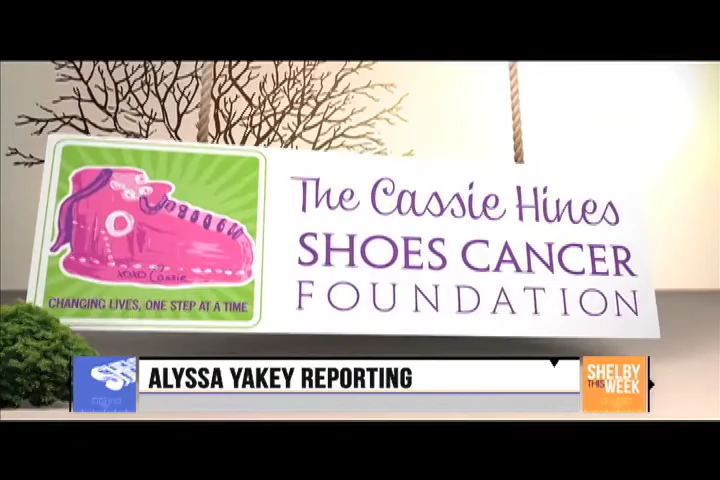 The Cassie Hines
SHOES CANCER
FOUNDATION
xoxo Cassie
CHANGING LIVES, ONE STEP AT A TIME
ALYSSA YAKEY REPORTING
SHELBY
THIS WEEK